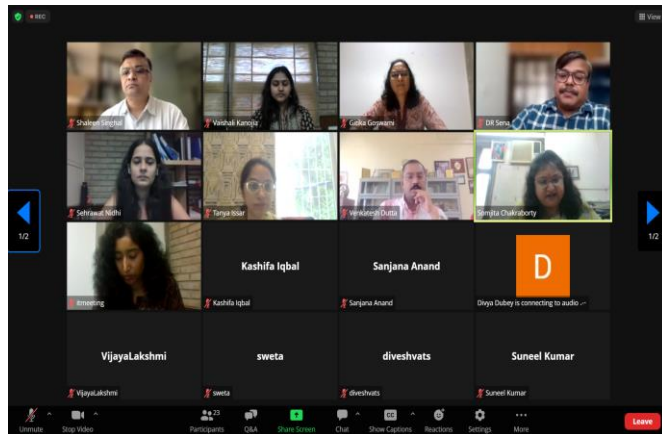 REC
View
Shaleen Singhal
Vaishali Kanojia
Gitika Goswami
DR Sena
Sehrawat Nidhi
Tanya Issar
Venkatesh Dutta
Somjita Chakraborty
1/2
1/2
itmeeting
Kashifa Iqbal
Kashifa Iqbal
Sanjana Anand
Sanjana Anand
D
Divya Dubey is connecting to audio
VijayaLakshmi
VijayaLakshmi
sweta
sweta
diveshvats
diveshvats
Suneel Kumar
Suneel Kumar
Unmute
Stop Video
23
Participants
Q&A
Share Screen
Chat
CC
Show Captions
Reactions
Settings
More
Leave